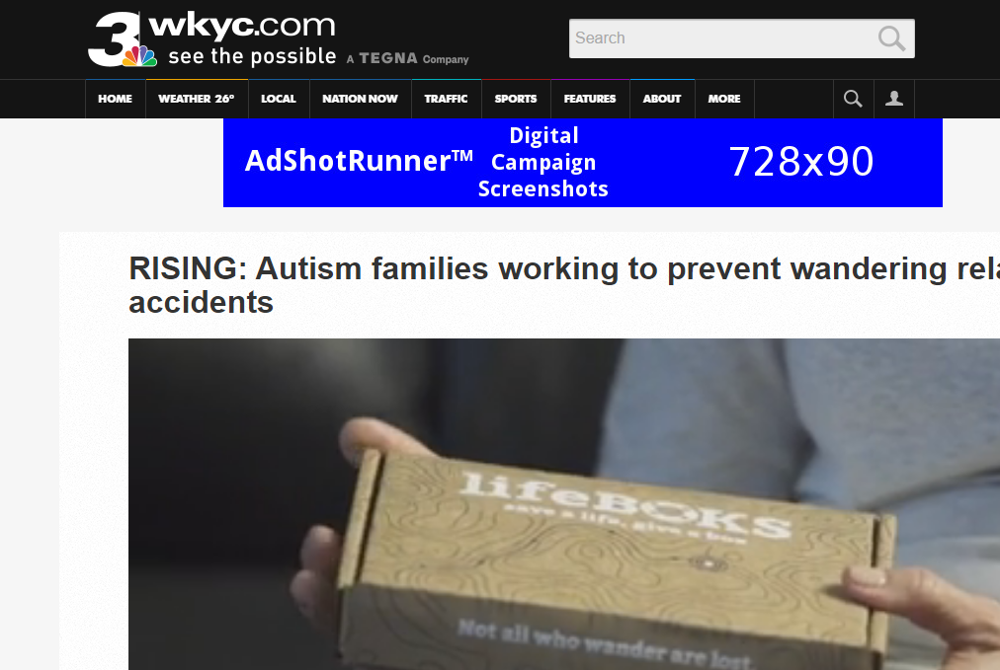 3 wkyc.com
see the possible A TEGNA Company
Search
HOME WEATHER 26° LOCAL NATION NOW TRAFFIC SPORTS FEATURES ABOUT MORE
AdShotRunner™
Digital
Campaign
Screenshots
728x90
RISING: Autism families working to prevent wandering rela
accidents
lifeBOKS
save a life. give a box
Not all who wander are lost.